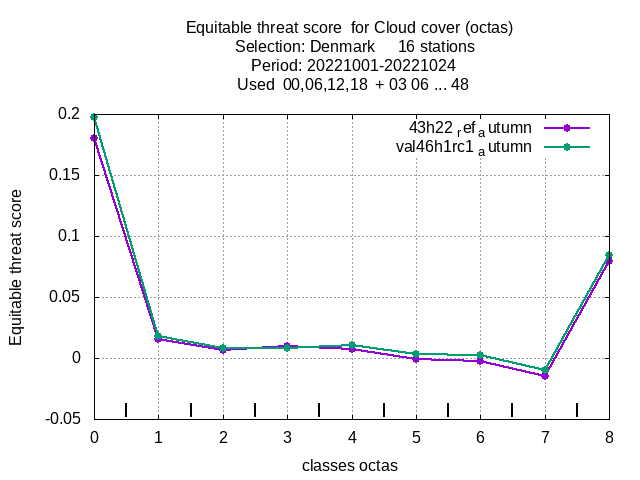 Equitable threat score  for Cloud cover (octas)
Selection: Denmark     16 stations
Period: 20221001-20221024
Used  00,06,12,18  + 03 06 ... 48
43h22 refautumn
val46h1rc1 autumn
Equitable threat score
0.2
0.15
0.1
0.05
0
-0.05
0 1 2 3 4 5 6 7 8
classes octas